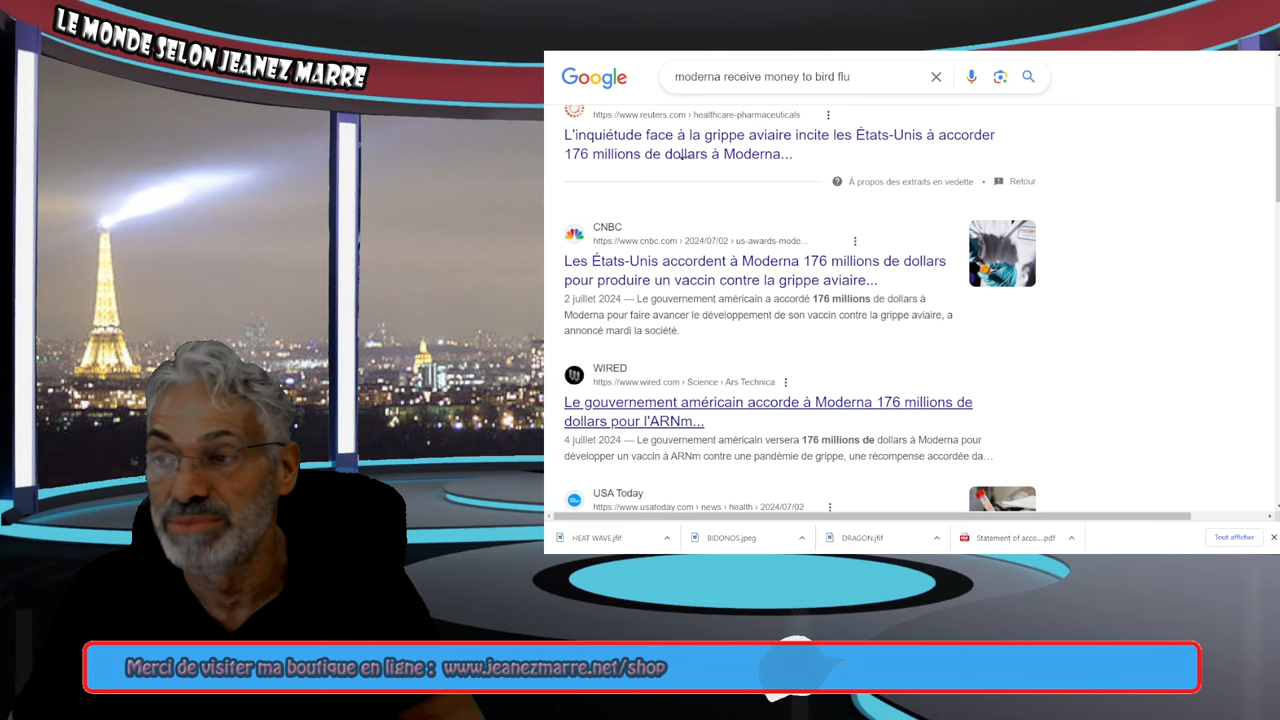 LE MONDE SELON JEANEZ MARRE
Google
moderna receive money to bird flu
https://www.reuters.com › healthcare-pharmaceuticals
L'inquiétude face à la grippe aviaire incite les États-Unis à accorder
176 millions de dollars à Moderna...
À propos des extraits en vedette • Retour
CNBC
https://www.cnbc.com › 2024/07/02 › us-awards-mode...
Les États-Unis accordent à Moderna 176 millions de dollars
pour produire un vaccin contre la grippe aviaire...
2 juillet 2024 — Le gouvernement américain a accordé 176 millions de dollars à
Moderna pour faire avancer le développement de son vaccin contre la grippe aviaire, a
annoncé mardi la société.
WIRED
https://www.wired.com › Science › Ars Technica
Le gouvernement américain accorde à Moderna 176 millions de
dollars pour l'ARNm...
4 juillet 2024 — Le gouvernement américain versera 176 millions de dollars à Moderna pour
développer un vaccin à ARNm contre une pandémie de grippe, une récompense accordée da...
USA Today
https://www.usatoday.com › news › health › 2024/07/02
HEAT WAVE.jfif
BIDONOS.jpeg
DRAGON.jfif
Statement of acco....pdf
Tout afficher
Merci de visiter ma boutique en ligne : www.jeanezmarre.net/shop